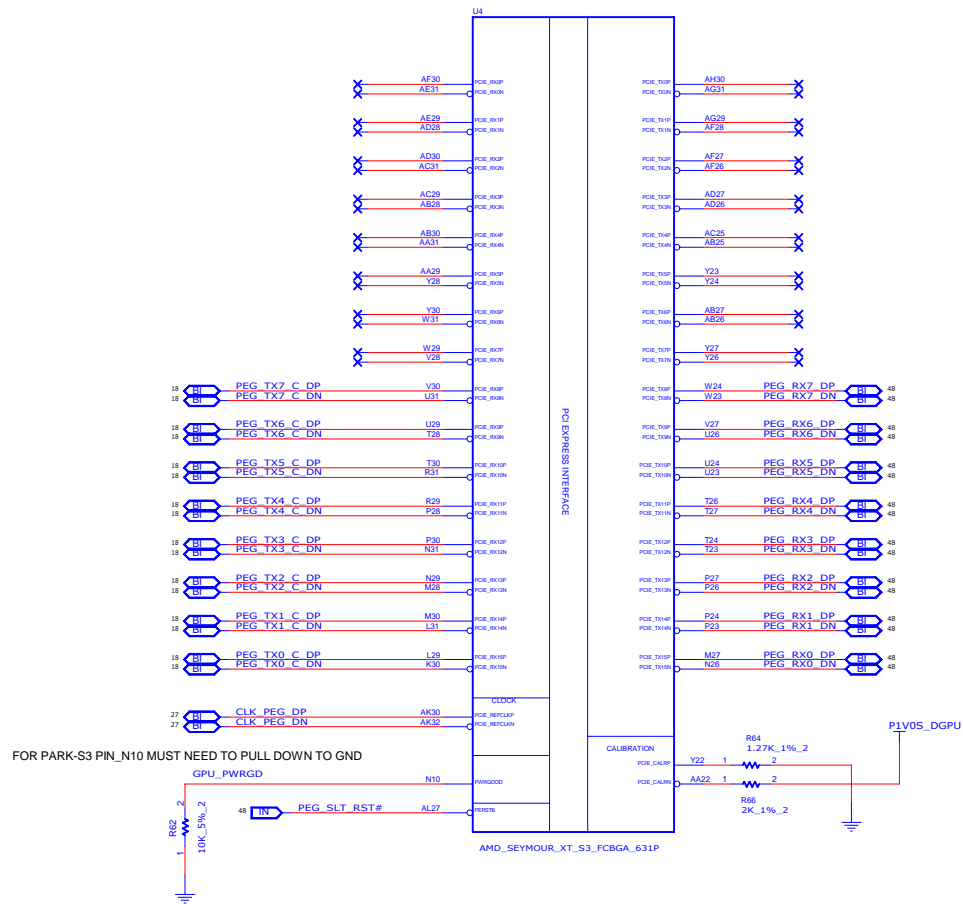 U4
AF30 PCIE_RX0P PCIE_TX0P AH30
AE31 PCIE_RX0N PCIE_TX0N AG31
AE29 PCIE_RX1P PCIE_TX1P AG29
AD28 PCIE_RX1N PCIE_TX1N AF28
AD30 PCIE_RX2P PCIE_TX2P AF27
AC31 PCIE_RX2N PCIE_TX2N AF26
AC29 PCIE_RX3P PCIE_TX3P AD27
AB28 PCIE_RX3N PCIE_TX3N AD26
AB30 PCIE_RX4P PCIE_TX4P AC25
AA31 PCIE_RX4N PCIE_TX4N AB25
AA29 PCIE_RX5P PCIE_TX5P Y23
Y28 PCIE_RX5N PCIE_TX5N Y24
Y30 PCIE_RX6P PCIE_TX6P AB27
W31 PCIE_RX6N PCIE_TX6N AB26
W29 PCIE_RX7P PCIE_TX7P Y27
V28 PCIE_RX7N PCIE_TX7N Y26
18 BI PEG_TX7_C_DP V30 PCIE_RX8P PCIE_TX8P W24 PEG_RX7_DP BI 48
18 BI PEG_TX7_C_DN U31 PCIE_RX8N PCIE_TX8N W23 PEG_RX7_DN BI 48
18 BI PEG_TX6_C_DP U29 PCIE_RX9P PCIE_TX9P V27 PEG_RX6_DP BI 48
18 BI PEG_TX6_C_DN T28 PCIE_RX9N PCIE_TX9N U26 PEG_RX6_DN BI 48
18 BI PEG_TX5_C_DP T30 PCIE_RX10P PCIE_TX10P U24 PEG_RX5_DP BI 48
18 BI PEG_TX5_C_DN R31 PCIE_RX10N PCIE_TX10N U23 PEG_RX5_DN BI 48
18 BI PEG_TX4_C_DP R29 PCIE_RX11P PCIE_TX11P T26 PEG_RX4_DP BI 48
18 BI PEG_TX4_C_DN P28 PCIE_RX11N PCIE_TX11N T27 PEG_RX4_DN BI 48
18 BI PEG_TX3_C_DP P30 PCIE_RX12P PCIE_TX12P T24 PEG_RX3_DP BI 48
18 BI PEG_TX3_C_DN N31 PCIE_RX12N PCIE_TX12N T23 PEG_RX3_DN BI 48
18 BI PEG_TX2_C_DP N29 PCIE_RX13P PCIE_TX13P P27 PEG_RX2_DP BI 48
18 BI PEG_TX2_C_DN M28 PCIE_RX13N PCIE_TX13N P26 PEG_RX2_DN BI 48
18 BI PEG_TX1_C_DP M30 PCIE_RX14P PCIE_TX14P P24 PEG_RX1_DP BI 48
18 BI PEG_TX1_C_DN L31 PCIE_RX14N PCIE_TX14N P23 PEG_RX1_DN BI 48
18 BI PEG_TX0_C_DP L29 PCIE_RX15P PCIE_TX15P M27 PEG_RX0_DP BI 48
18 BI PEG_TX0_C_DN K30 PCIE_RX15N PCIE_TX15N N26 PEG_RX0_DN BI 48
PCI EXPRESS INTERFACE
CLOCK
27 BI CLK_PEG_DP AK30 PCIE_REFCLKP
27 BI CLK_PEG_DN AK32 PCIE_REFCLKN
P1V0S_DGPU
FOR PARK-S3 PIN_N10 MUST NEED TO PULL DOWN TO GND
CALIBRATION
R64
1.27K_1%_2
PCIE_CALRP Y22 1 2
GPU_PWRGD N10 PWRGOOD
PCIE_CALRN AA22 1 2
R66
2K_1%_2
48 IN PEG_SLT_RST# AL27 PERSTB
2 R62 10K_5%_2 1
AMD_SEYMOUR_XT_S3_FCBGA_631P